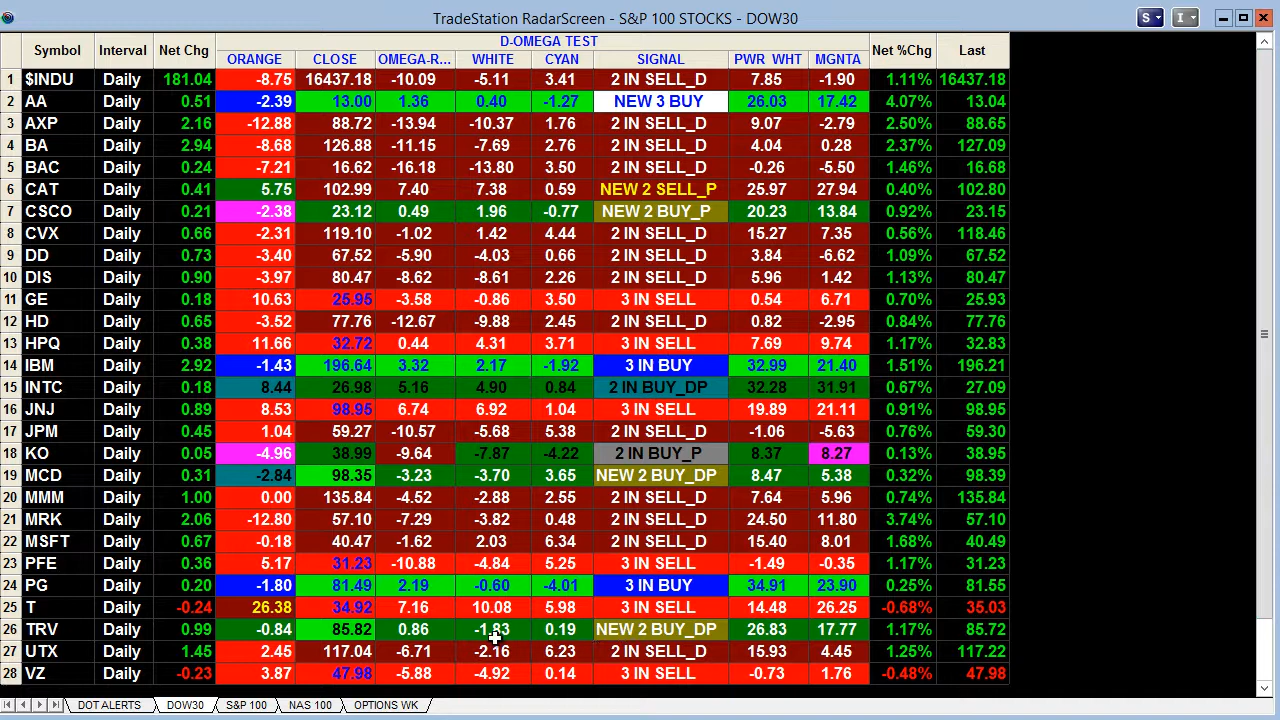 TradeStation RadarScreen - S&P 100 STOCKS - DOW30
S I
Symbol Interval Net Chg D-OMEGA TEST Net %Chg Last
ORANGE CLOSE OMEGA-R... WHITE CYAN SIGNAL PWR WHT MGNTA
1 $INDU Daily 181.04 -8.75 16437.18 -10.09 -5.11 3.41 2 IN SELL_D 7.85 -1.90 1.11% 16437.18
2 AA Daily 0.51 -2.39 13.00 1.36 0.40 -1.27 NEW 3 BUY 26.03 17.42 4.07% 13.04
3 AXP Daily 2.16 -12.88 88.72 -13.94 -10.37 1.76 2 IN SELL_D 9.07 -2.79 2.50% 88.65
4 BA Daily 2.94 -8.68 126.88 -11.15 -7.69 2.76 2 IN SELL_D 4.04 0.28 2.37% 127.09
5 BAC Daily 0.24 -7.21 16.62 -16.18 -13.80 3.50 2 IN SELL_D -0.26 -5.50 1.46% 16.68
6 CAT Daily 0.41 5.75 102.99 7.40 7.38 0.59 NEW 2 SELL_P 25.97 27.94 0.40% 102.80
7 CSCO Daily 0.21 -2.38 23.12 0.49 1.96 -0.77 NEW 2 BUY_P 20.23 13.84 0.92% 23.15
8 CVX Daily 0.66 -2.31 119.10 -1.02 1.42 4.44 2 IN SELL_D 15.27 7.35 0.56% 118.46
9 DD Daily 0.73 -3.40 67.52 -5.90 -4.03 0.66 2 IN SELL_D 3.84 -6.62 1.09% 67.52
10 DIS Daily 0.90 -3.97 80.47 -8.62 -8.61 2.26 2 IN SELL_D 5.96 1.42 1.13% 80.47
11 GE Daily 0.18 10.63 25.95 -3.58 -0.86 3.50 3 IN SELL 0.54 6.71 0.70% 25.93
12 HD Daily 0.65 -3.52 77.76 -12.67 -9.88 2.45 2 IN SELL_D 0.82 -2.95 0.84% 77.76
13 HPQ Daily 0.38 11.66 32.72 0.44 4.31 3.71 3 IN SELL 7.69 9.74 1.17% 32.83
14 IBM Daily 2.92 -1.43 196.64 3.32 2.17 -1.92 3 IN BUY 32.99 21.40 1.51% 196.21
15 INTC Daily 0.18 8.44 26.98 5.16 4.90 0.84 2 IN BUY_DP 32.28 31.91 0.67% 27.09
16 JNJ Daily 0.89 8.53 98.95 6.74 6.92 1.04 3 IN SELL 19.89 21.11 0.91% 98.95
17 JPM Daily 0.45 1.04 59.27 -10.57 -5.68 5.38 2 IN SELL_D -1.06 -5.63 0.76% 59.30
18 KO Daily 0.05 -4.96 38.99 -9.64 -7.87 -4.22 2 IN BUY_P 8.37 8.27 0.13% 38.95
19 MCD Daily 0.31 -2.84 98.35 -3.23 -3.70 3.65 NEW 2 BUY_DP 8.47 5.38 0.32% 98.39
20 MMM Daily 1.00 0.00 135.84 -4.52 -2.88 2.55 2 IN SELL_D 7.64 5.96 0.74% 135.84
21 MRK Daily 2.06 -12.80 57.10 -7.29 -3.82 0.48 2 IN SELL_D 24.50 11.80 3.74% 57.10
22 MSFT Daily 0.67 -0.18 40.47 -1.62 2.03 6.34 2 IN SELL_D 15.40 8.01 1.68% 40.49
23 PFE Daily 0.36 5.17 31.23 -10.88 -4.84 5.25 3 IN SELL -1.49 -0.35 1.17% 31.23
24 PG Daily 0.20 -1.80 81.49 2.19 -0.60 -4.01 3 IN BUY 34.91 23.90 0.25% 81.55
25 T Daily -0.24 26.38 34.92 7.16 10.08 5.98 3 IN SELL 14.48 26.25 -0.68% 35.03
26 TRV Daily 0.99 -0.84 85.82 0.86 -1.83 0.19 NEW 2 BUY_DP 26.83 17.77 1.17% 85.72
27 UTX Daily 1.45 2.45 117.04 -6.71 -2.16 6.23 2 IN SELL_D 15.93 4.45 1.25% 117.22
28 VZ Daily -0.23 3.87 47.98 -5.88 -4.92 0.14 3 IN SELL -0.73 1.76 -0.48% 47.98
DOT ALERTS DOW30 S&P 100 NAS 100 OPTIONS WK